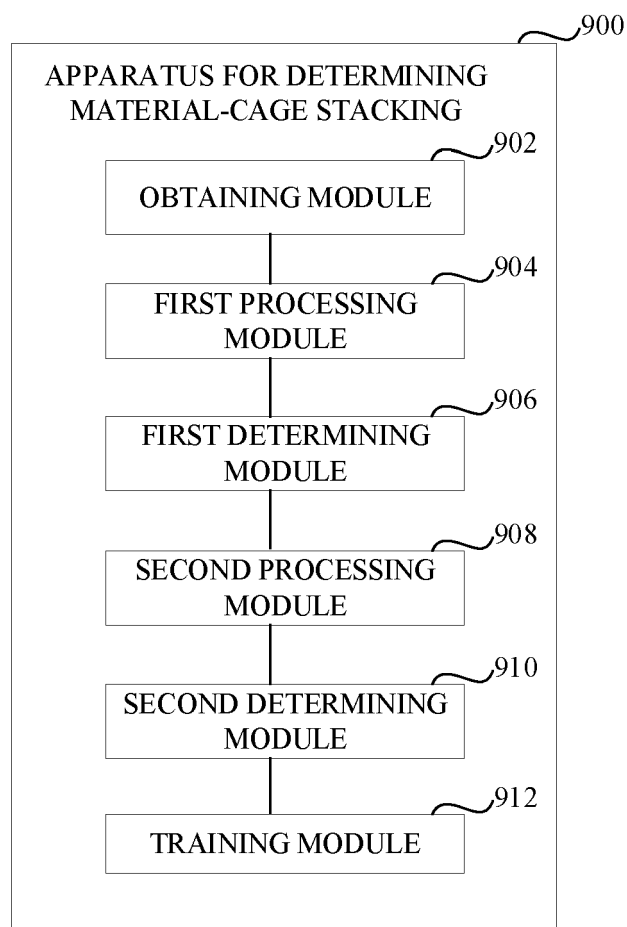 900
APPARATUS FOR DETERMINING
MATERIAL-CAGE STACKING
902
OBTAINING MODULE
904
FIRST PROCESSING
MODULE
906
FIRST DETERMINING
MODULE
908
SECOND PROCESSING
MODULE
910
SECOND DETERMINING
MODULE
912
TRAINING MODULE